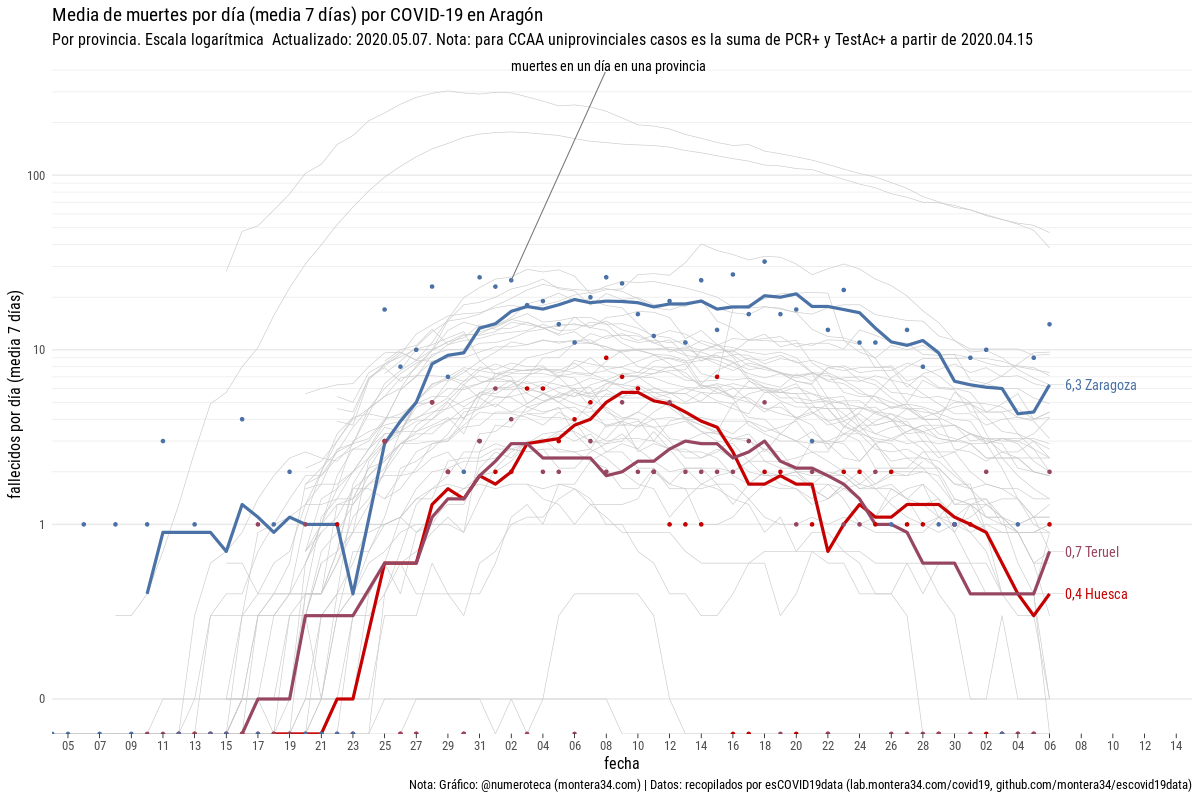 Media de muertes por día (media 7 días) por COVID-19 en Aragón
Por provincia. Escala logarítmica  Actualizado: 2020.05.07. Nota: para CCAA uniprovinciales casos es la suma de PCR+ y TestAc+ a partir de 2020.04.15
muertes en un día en una provincia
fallecidos por día (media  7 días)
100
10
1
0
6,3 Zaragoza
0,7 Teruel
0,4 Huesca
05 07 09 11 13 15 17 19 21 23 25 27 29 31 02 04 06 08 10 12 14 16 18 20 22 24 26 28 30 02 04 06 08 10 12 14
fecha
Nota: Gráfico: @numeroteca (montera34.com) | Datos: recopilados por esCOVID19data (lab.montera34.com/covid19, github.com/montera34/escovid19data)